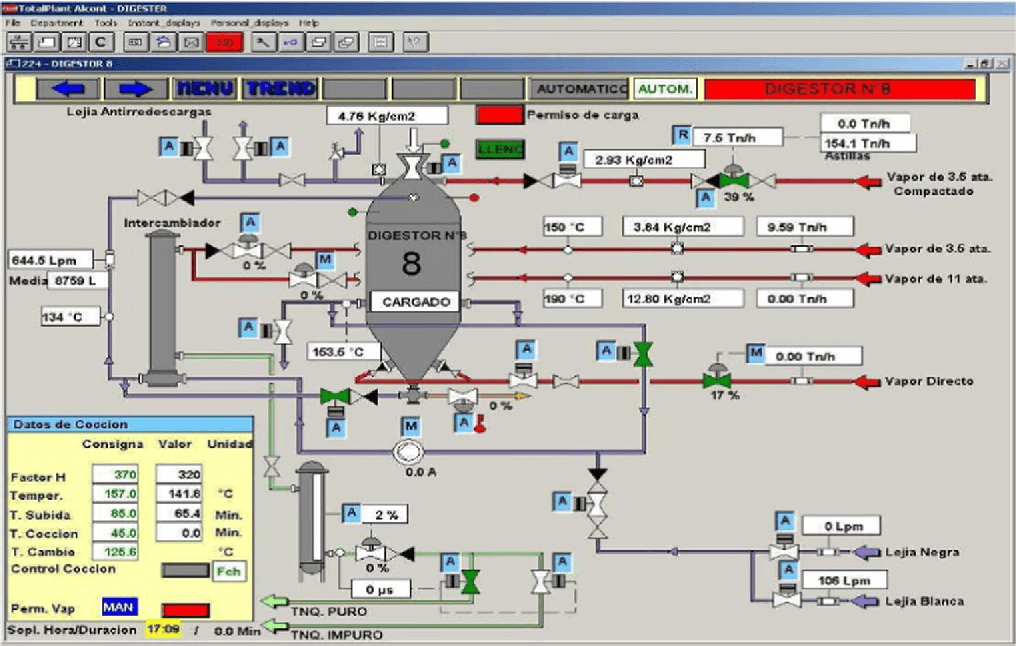 TotalPlant Alcont - DIGESTER
File Department Tools Instant_displays Personal_displays Help
C
224 - DIGESTOR 8
MENU TREND AUTOMATICO AUTOM. DIGESTOR Nº 8
Lojia Antirredescargas
4.76 Kg/cm2
Permiso de carga
0.0 Tn/h
R 7.5 Tn/h
154.1 Tn/h
Astillas
A A LLENO A 2.93 Kg/cm2
A
Vapor de 3.5 ata.
Compactado
A 39 %
Intercambiador
A
DIGESTOR Nº8
8
CARGADO
150 °C 3.84 Kg/cm2 9.59 Tn/h
Vapor de 3.5 ata.
0 %
M
0 %
644.5 Lpm
Media 8759 L
134 °C
Vapor de 11 ata.
190 °C 12.80 Kg/cm2 0.00 Tn/h
A
153.5 °C
A A M 0.00 Tn/h
Vapor Directo
17 %
0 %
A M A
0.0 A
Datos de Coccion
Consigna Valor Unidad
Factor H 370 320
Temper. 157.0 141.8 °C
T. Subida 85.0 65.4 Min.
T. Coccion 45.0 0.0 Min.
T. Cambio 125.6 °C
Control Coccion Fch
Perm. Vap MAN
Sopl. Hora/Duracion 17:09 / 0.0 Min
A 2 %
0 %
0 µs
A A
TNQ. PURO
TNQ. IMPURO
A
A 0 Lpm
Lejia Negra
A 106 Lpm
Lejia Blanca